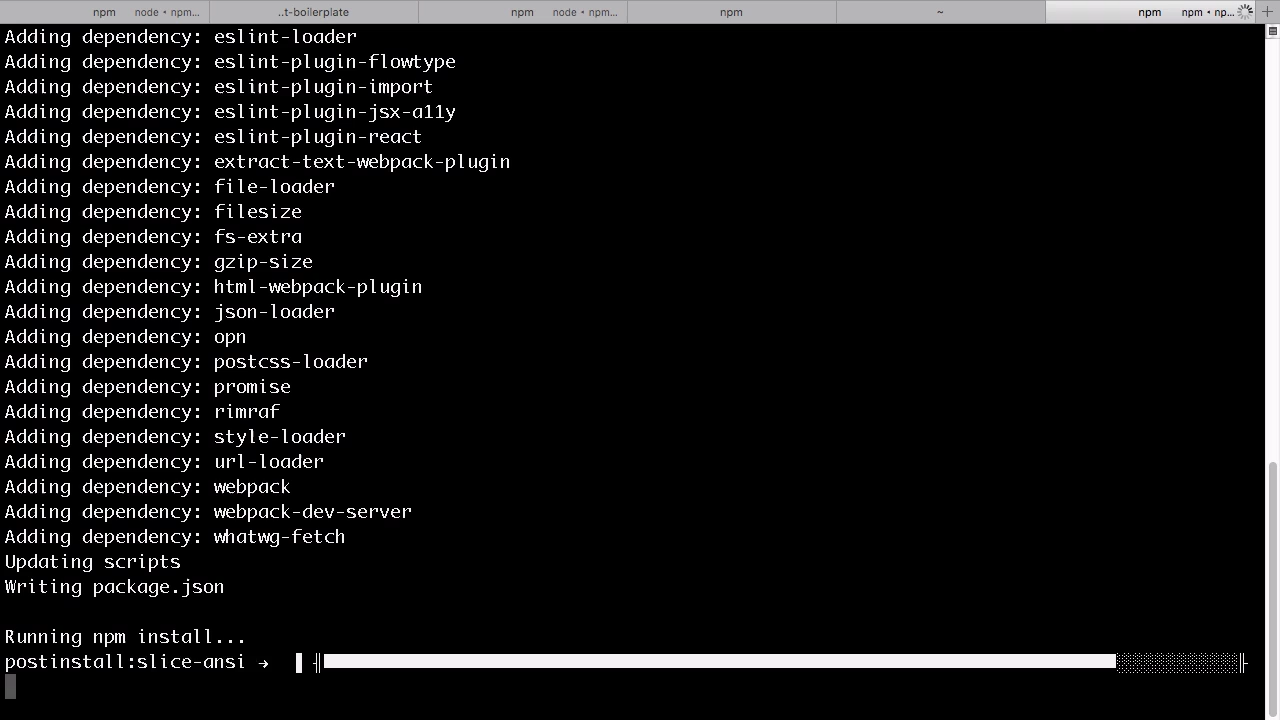 npm node • npm... ..t-boilerplate npm node • npm... npm ~ npm npm • np... +
Adding dependency: eslint-loader
Adding dependency: eslint-plugin-flowtype
Adding dependency: eslint-plugin-import
Adding dependency: eslint-plugin-jsx-a11y
Adding dependency: eslint-plugin-react
Adding dependency: extract-text-webpack-plugin
Adding dependency: file-loader
Adding dependency: filesize
Adding dependency: fs-extra
Adding dependency: gzip-size
Adding dependency: html-webpack-plugin
Adding dependency: json-loader
Adding dependency: opn
Adding dependency: postcss-loader
Adding dependency: promise
Adding dependency: rimraf
Adding dependency: style-loader
Adding dependency: url-loader
Adding dependency: webpack
Adding dependency: webpack-dev-server
Adding dependency: whatwg-fetch
Updating scripts
Writing package.json
Running npm install...
postinstall:slice-ansi →